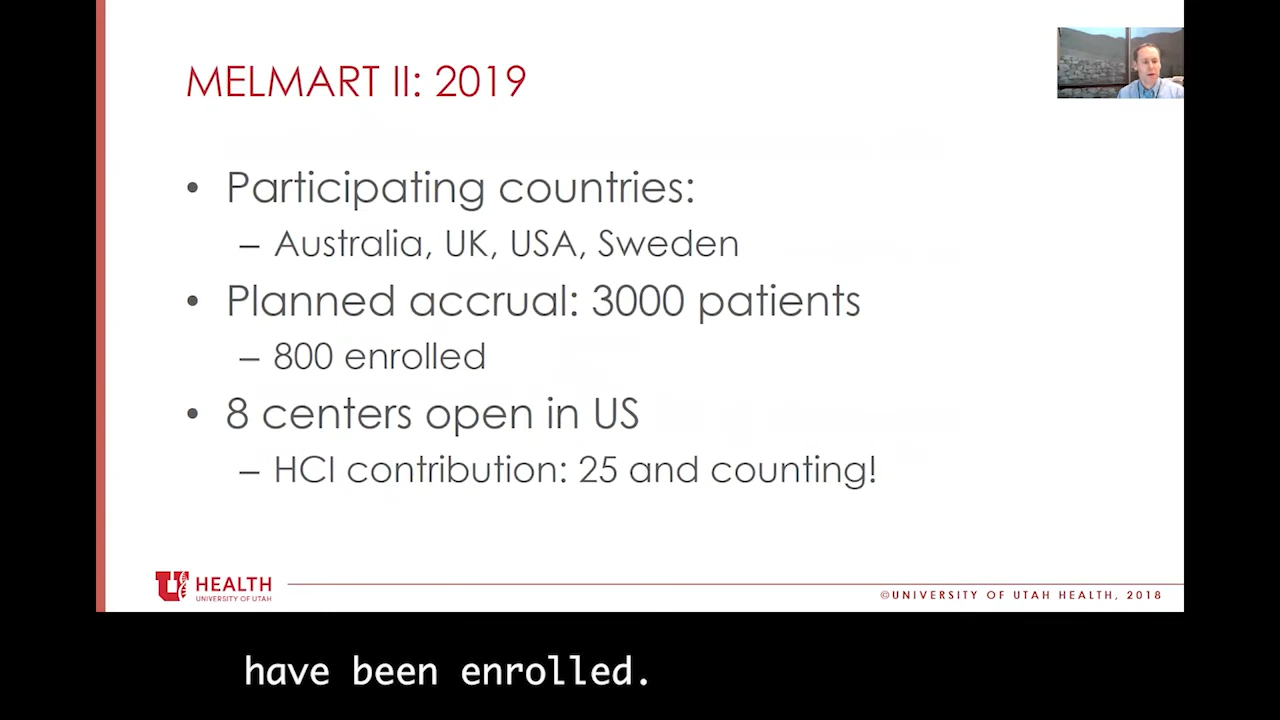 MELMART II: 2019
• Participating countries:
– Australia, UK, USA, Sweden
• Planned accrual: 3000 patients
– 800 enrolled
• 8 centers open in US
– HCI contribution: 25 and counting!
U HEALTH
UNIVERSITY OF UTAH
©UNIVERSITY OF UTAH HEALTH, 2018
have been enrolled.